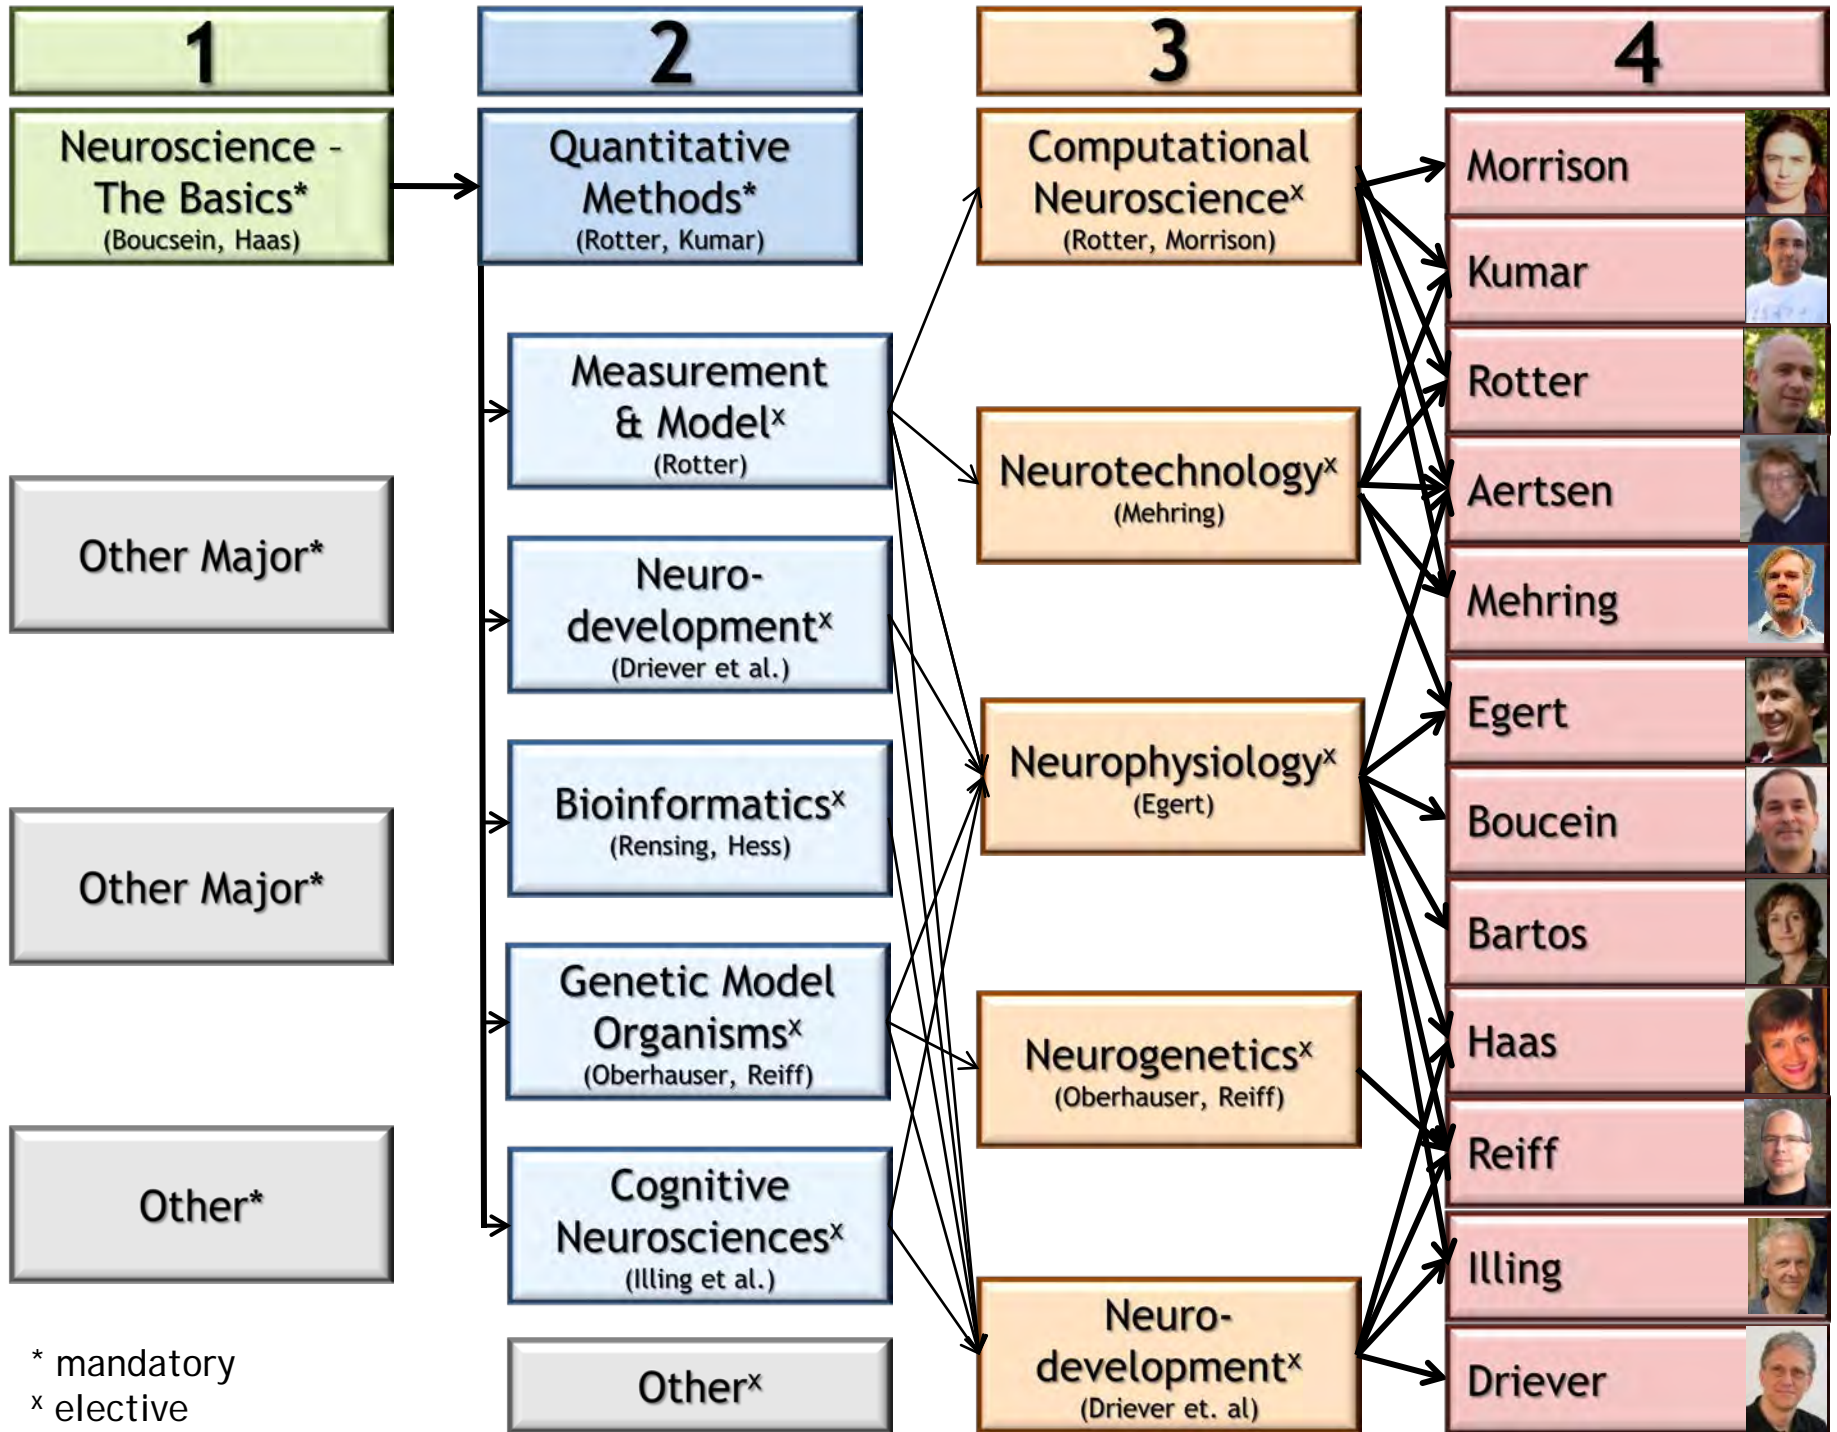 1
Neuroscience –
The Basics*
(Boucsein, Haas)
Other Major*
Other Major*
Other*
* mandatory
x elective
2
Quantitative
Methods*
(Rotter, Kumar)
Measurement
& Modelˣ
(Rotter)
Neuro-
developmentˣ
(Driever et al.)
Bioinformaticsˣ
(Rensing, Hess)
Genetic Model
Organismsˣ
(Oberhauser, Reiff)
Cognitive
Neurosciencesˣ
(Illing et al.)
Otherˣ
3
Computational
Neuroscienceˣ
(Rotter, Morrison)
Neurotechnologyˣ
(Mehring)
Neurophysiologyˣ
(Egert)
Neurogeneticsˣ
(Oberhauser, Reiff)
Neuro-
developmentˣ
(Driever et. al)
4
Morrison
Kumar
Rotter
Aertsen
Mehring
Egert
Boucein
Bartos
Haas
Reiff
Illing
Driever